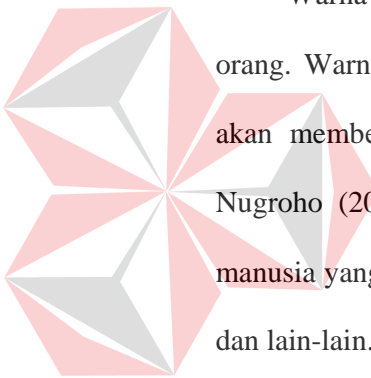 Warna
orang. Warn
akan membe
Nugroho (20
manusia yang
dan lain-lain.